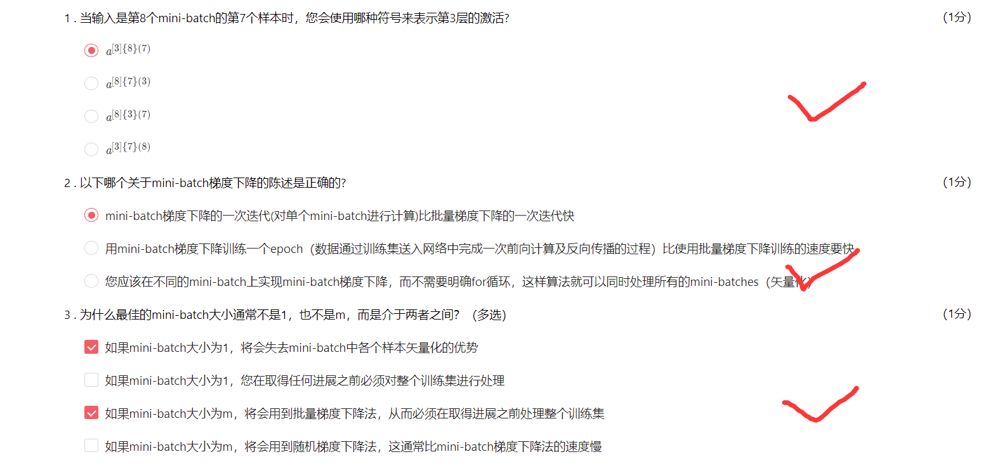 1 . 当输入是第8个mini-batch的第7个样本时，您会使用哪种符号来表示第3层的激活? (1分)
a[3]{8}(7)
a[8]{7}(3)
a[8]{3}(7)
a[3]{7}(8)
2 . 以下哪个关于mini-batch梯度下降的陈述是正确的? (1分)
mini-batch梯度下降的一次迭代(对单个mini-batch进行计算)比批量梯度下降的一次迭代快
用mini-batch梯度下降训练一个epoch（数据通过训练集送入网络中完成一次前向计算及反向传播的过程）比使用批量梯度下降训练的速度要快
您应该在不同的mini-batch上实现mini-batch梯度下降，而不需要明确for循环，这样算法就可以同时处理所有的mini-batches（矢量化）
3 . 为什么最佳的mini-batch大小通常不是1，也不是m，而是介于两者之间？（多选） (1分)
如果mini-batch大小为1，将会失去mini-batch中各个样本矢量化的优势
如果mini-batch大小为1，您在取得任何进展之前必须对整个训练集进行处理
如果mini-batch大小为m，将会用到批量梯度下降法，从而必须在取得进展之前处理整个训练集
如果mini-batch大小为m，将会用到随机梯度下降法，这通常比mini-batch梯度下降法的速度慢